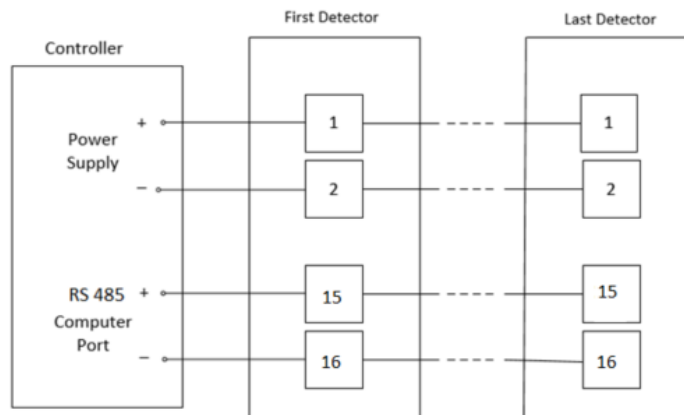 First Detector
Last Detector
Controller
+ 1 1
Power
Supply
− 2 2
RS 485 + 15 15
Computer
Port
− 16 16